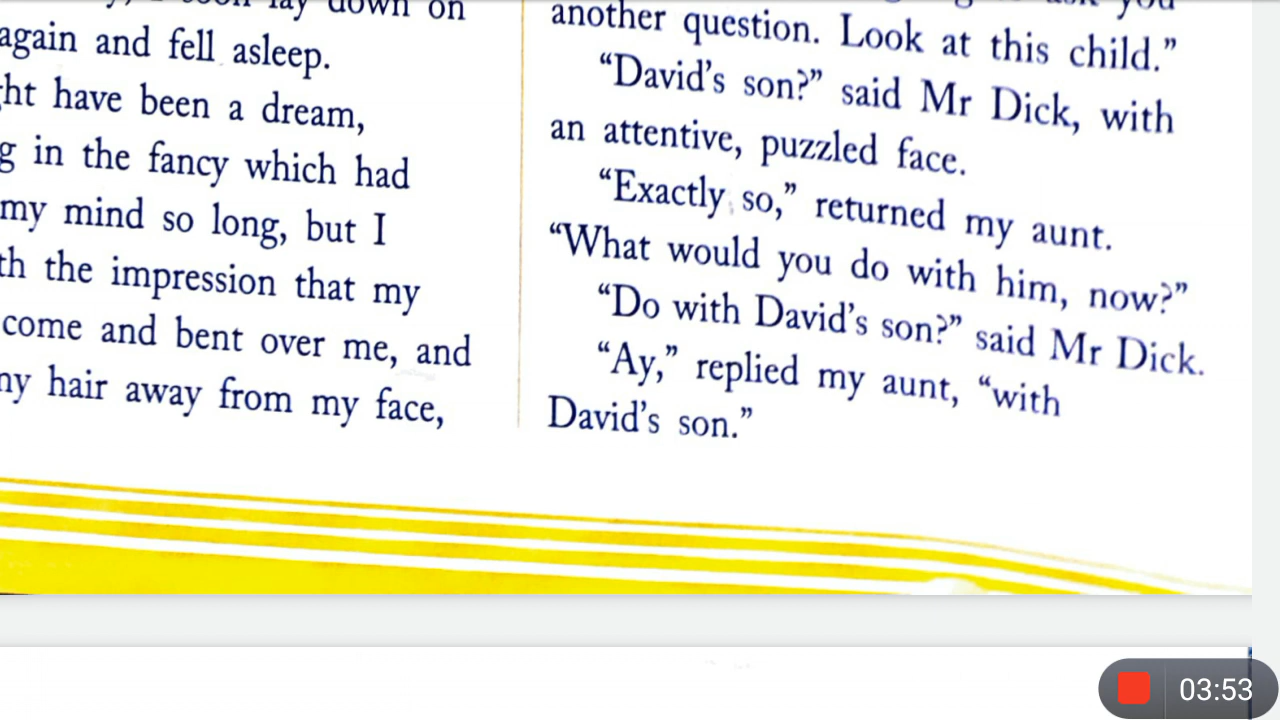 down on
again and fell asleep.
have been a dream,
in the fancy which had
my mind so long, but I
the impression that my
come and bent over me, and
hair away from my face,
you
another question. Look at this child.”
“David’s son?” said Mr Dick, with
an attentive, puzzled face.
“Exactly so,” returned my aunt.
“What would you do with him, now?”
“Do with David’s son?” said Mr Dick.
“Ay,” replied my aunt, “with
David’s son.”
03:53